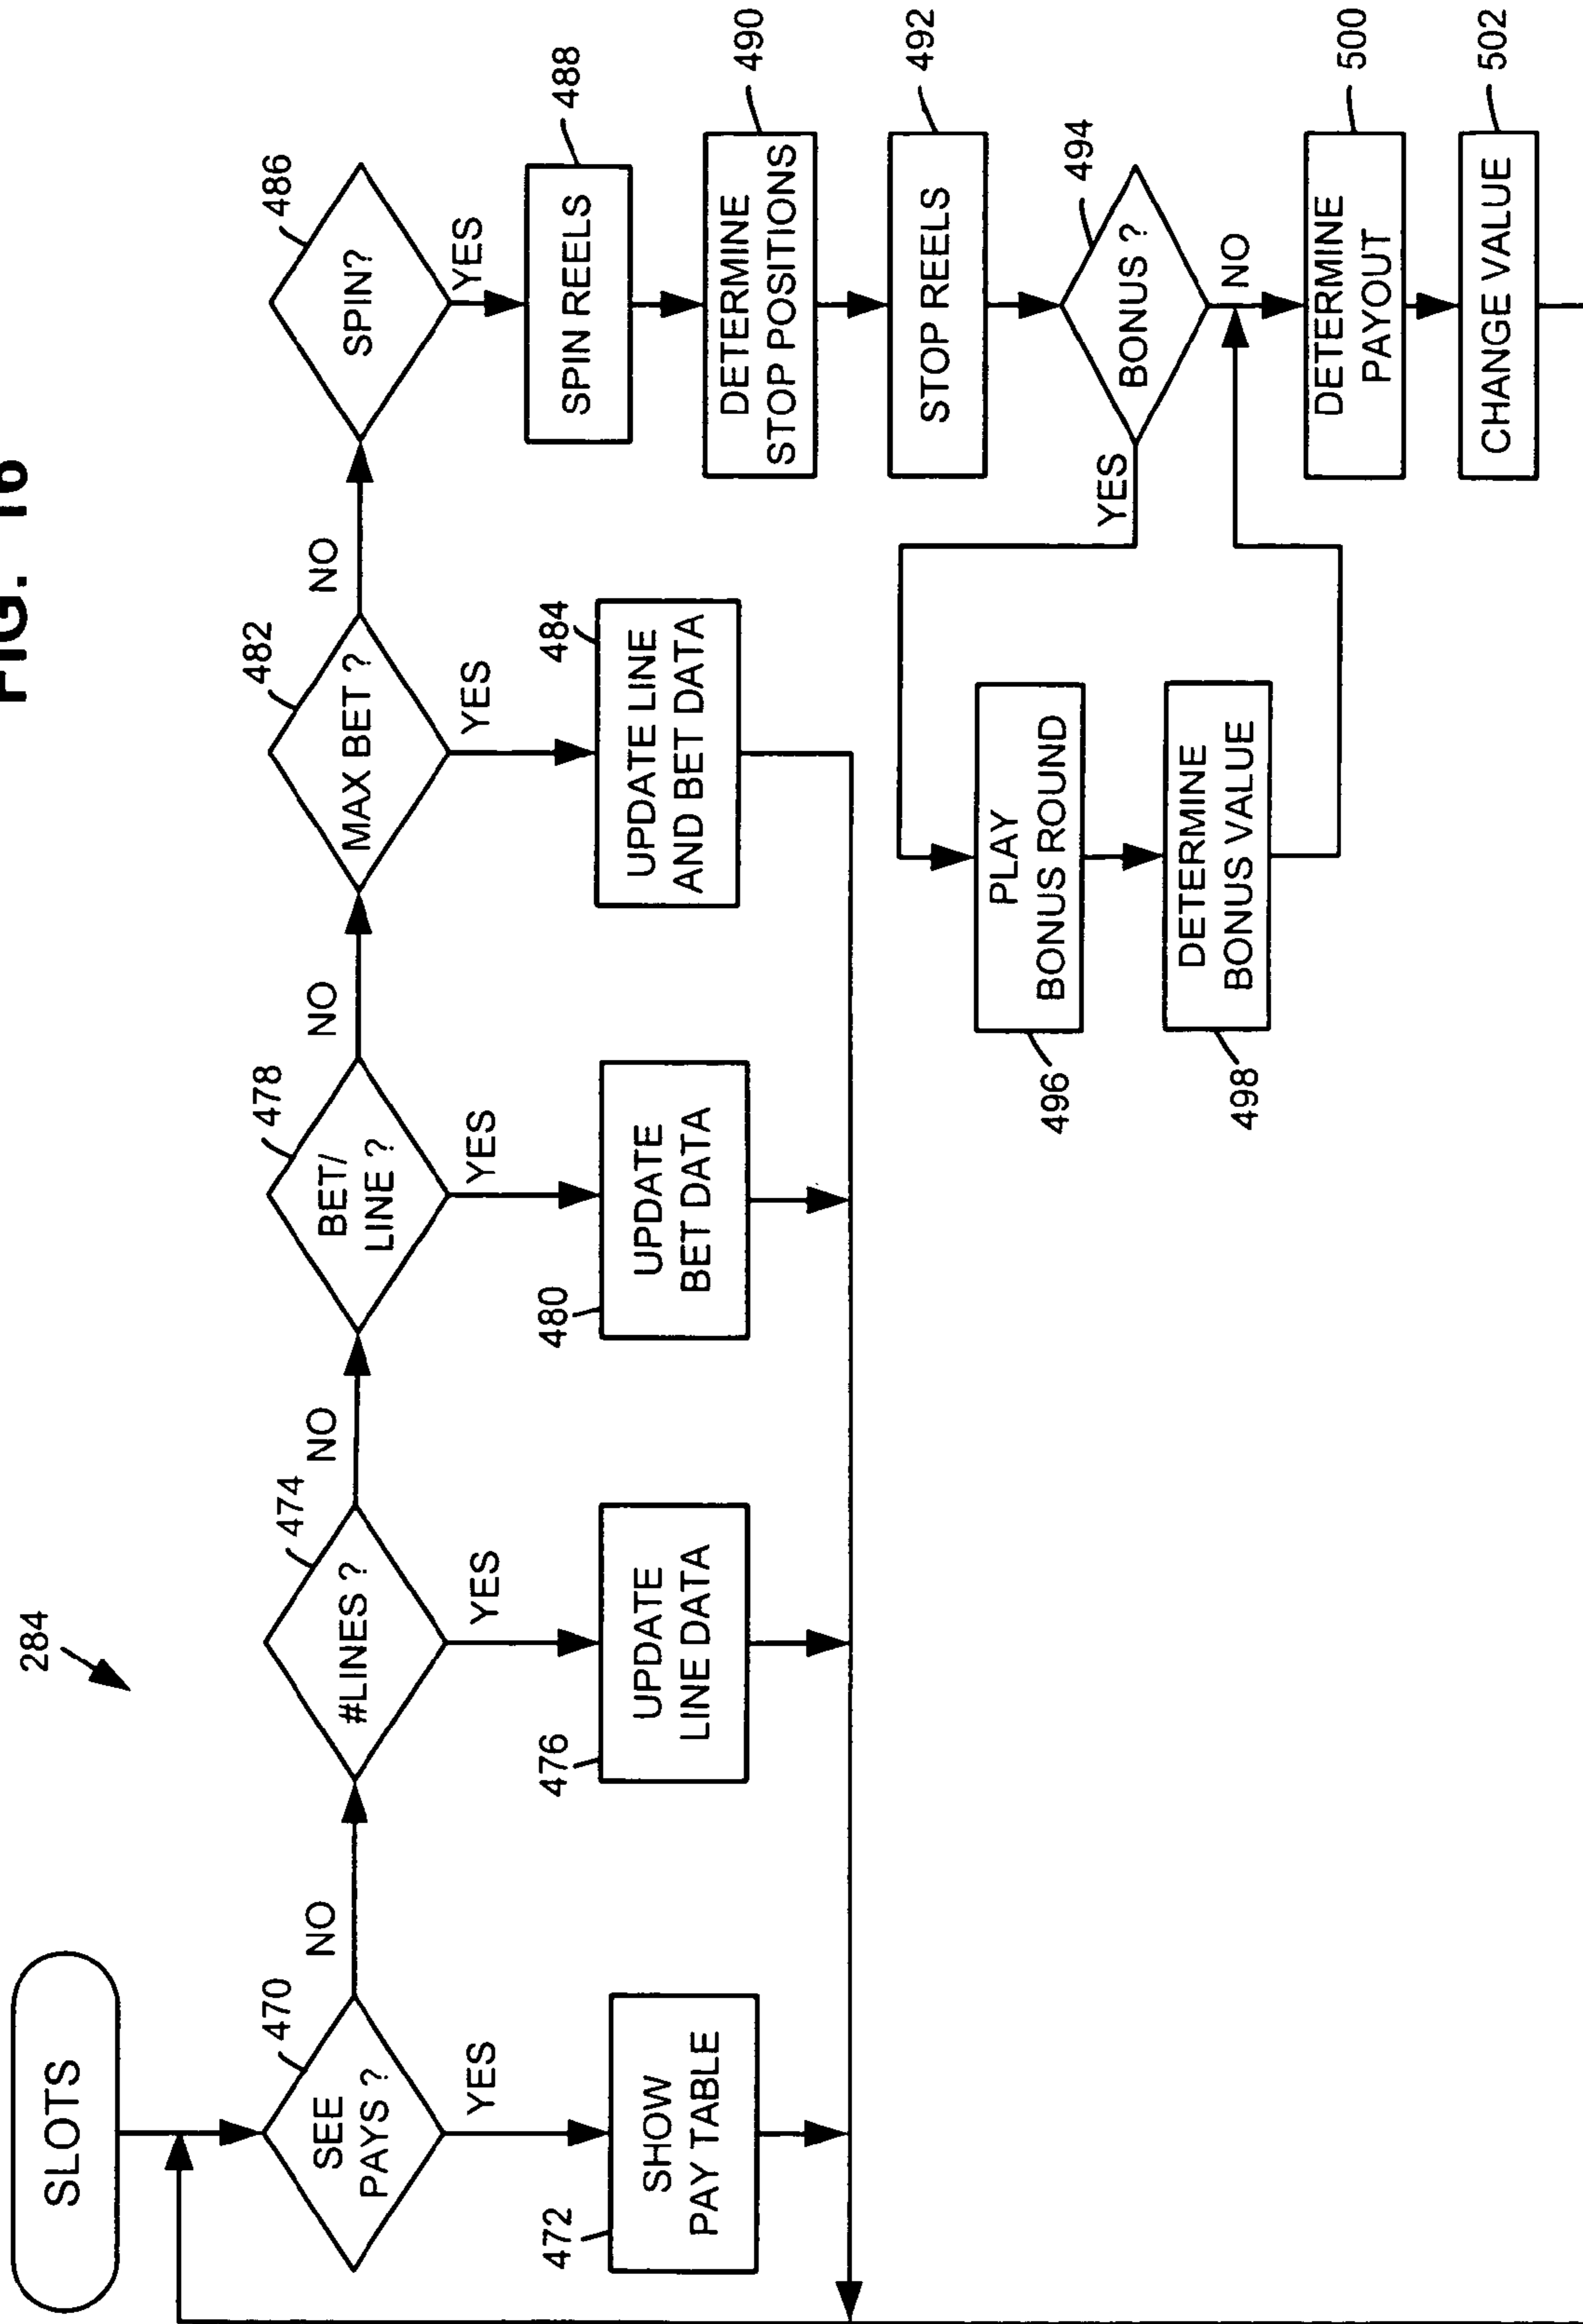 FIG.
284
SLOTS
470
SEE
PAYS ?
NO
YES
472
SHOW
PAY TABLE
474
#LINES ?
NO
YES
476
UPDATE
LINE DATA
478
BET/
LINE ?
NO
YES
480
UPDATE
BET DATA
482
MAX BET ?
NO
YES
484
UPDATE LINE
AND BET DATA
486
SPIN?
YES
488
SPIN REELS
490
DETERMINE
STOP POSITIONS
492
STOP REELS
494
BONUS ?
YES
NO
496
PLAY
BONUS ROUND
498
DETERMINE
BONUS VALUE
500
DETERMINE
PAYOUT
502
CHANGE VALUE